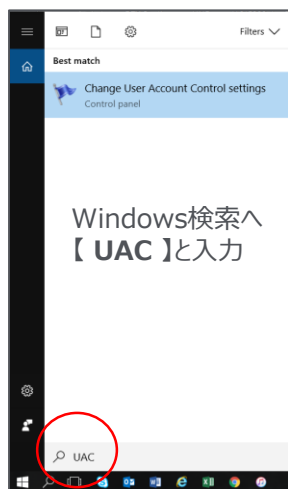 Filters
Best match
Change User Account Control settings
Control panel
Windows検索へ
【 UAC 】と入力
UAC